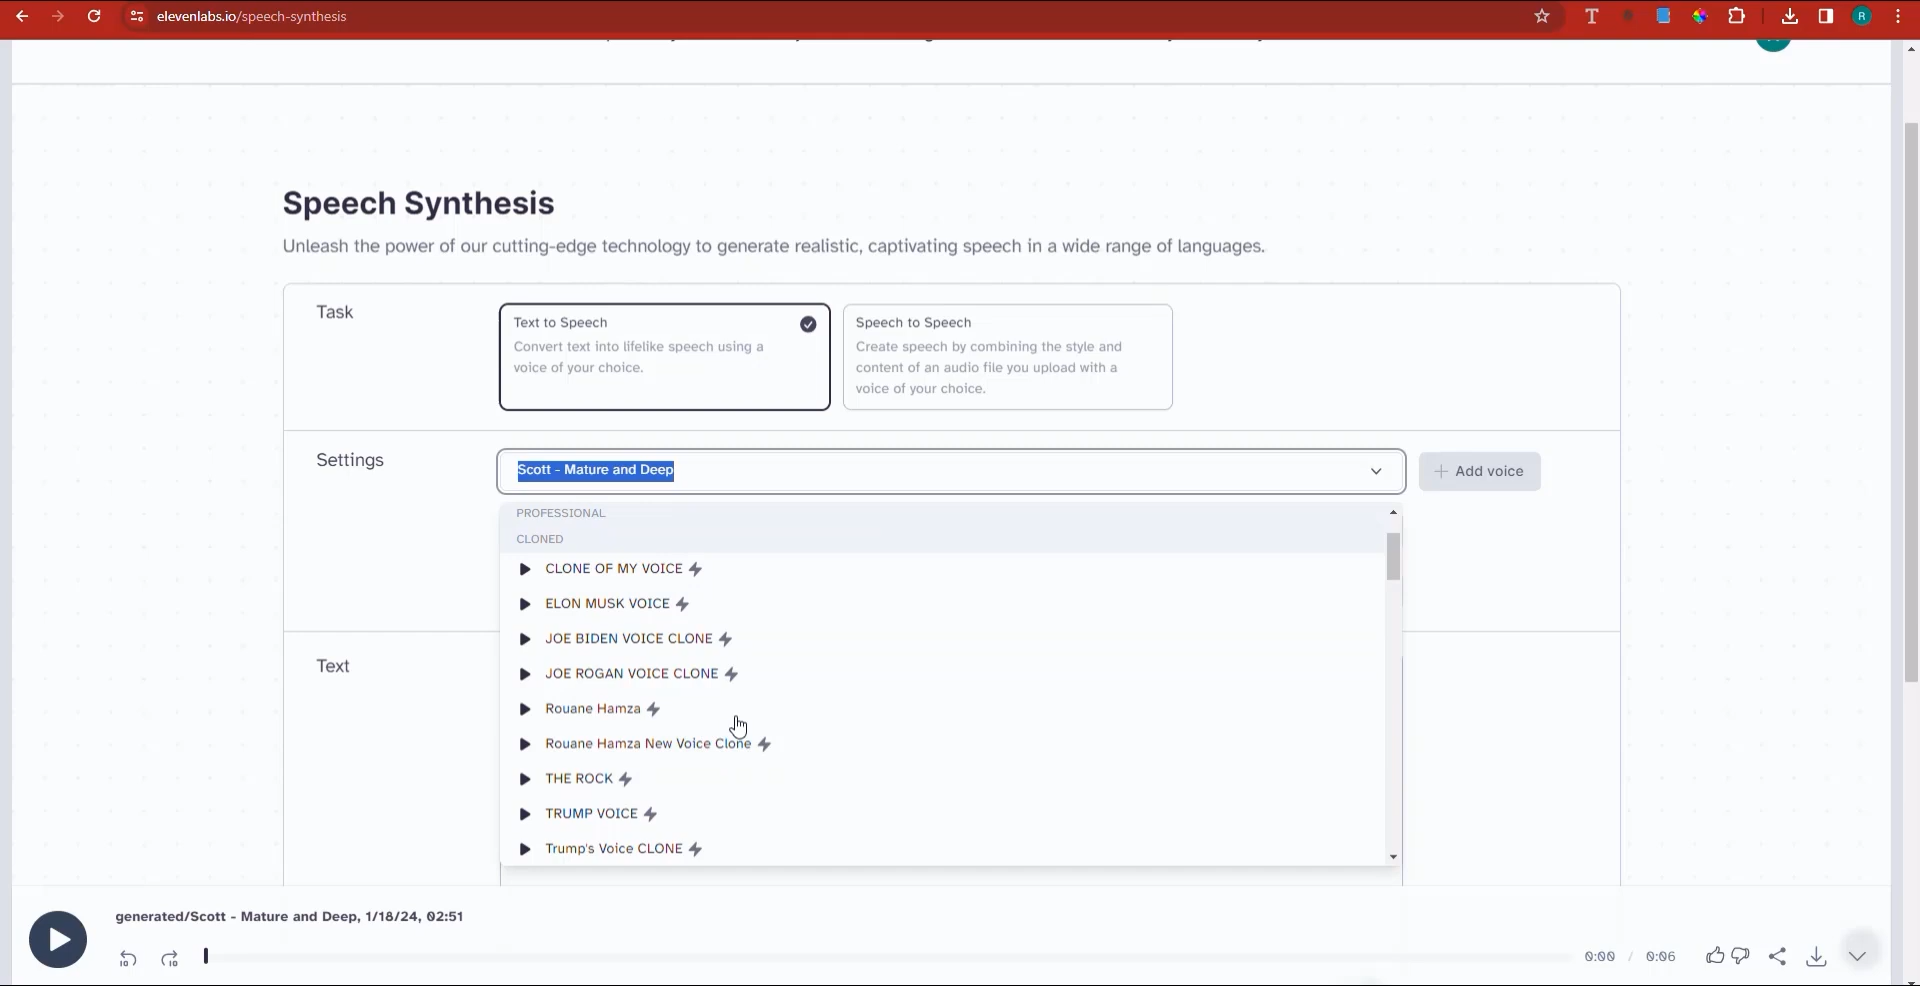 elevenlabs.io/speech-synthesis
T
R
Speech Synthesis
Unleash the power of our cutting-edge technology to generate realistic, captivating speech in a wide range of languages.
Task
Text to Speech
Convert text into lifelike speech using a
voice of your choice.
Speech to Speech
Create speech by combining the style and
content of an audio file you upload with a
voice of your choice.
Settings
Scott - Mature and Deep
+ Add voice
PROFESSIONAL
CLONED
CLONE OF MY VOICE
ELON MUSK VOICE
JOE BIDEN VOICE CLONE
JOE ROGAN VOICE CLONE
Rouane Hamza
Rouane Hamza New Voice Clone
THE ROCK
TRUMP VOICE
Trump's Voice CLONE
Text
generated/Scott - Mature and Deep, 1/18/24, 02:51
10
10
0:00 / 0:06